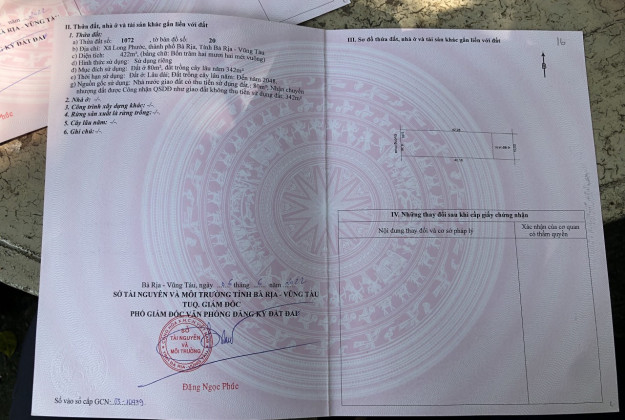 II. Thửa đất, nhà ở và tài sản khác gắn liền với đất
1. Thửa đất:
a) Thửa đất số: 1072, tờ bản đồ số: 20
b) Địa chỉ: Xã Long Phước, thành phố Bà Rịa, Tỉnh Bà Rịa - Vũng Tàu
c) Diện tích: 422m², (bằng chữ: Bốn trăm hai mươi hai mét vuông)
d) Hình thức sử dụng: Sử dụng riêng
đ) Mục đích sử dụng: Đất ở 80m², đất trồng cây lâu năm 342m²
e) Thời hạn sử dụng: Đất ở: Lâu dài; Đất trồng cây lâu năm: Đến năm 2048.
g) Nguồn gốc sử dụng: Nhà nước giao đất có thu tiền sử dụng đất: 80m²; Nhận chuyển
nhượng đất được Công nhận QSDĐ như giao đất không thu tiền sử dụng đất: 342m²
2. Nhà ở: -/-
3. Công trình xây dựng khác: -/-
4. Rừng sản xuất là rừng trồng: -/-
5. Cây lâu năm: -/-
6. Ghi chú: -/-
Bà Rịa - Vũng Tàu, ngày tháng năm
SỞ TÀI NGUYÊN VÀ MÔI TRƯỜNG TỈNH BÀ RỊA - VŨNG TÀU
TUQ. GIÁM ĐỐC
PHÓ GIÁM ĐỐC VĂN PHÒNG ĐĂNG KÝ ĐẤT ĐAI
SỞ
TÀI NGUYÊN
VÀ
MÔI TRƯỜNG
Đặng Ngọc Phúc
Số vào sổ cấp GCN:
III. Sơ đồ thửa đất, nhà ở và tài sản khác gắn liền với đất
16
IV. Những thay đổi sau khi cấp giấy chứng nhận
Nội dung thay đổi và cơ sở pháp lý
Xác nhận của cơ quan
có thẩm quyền